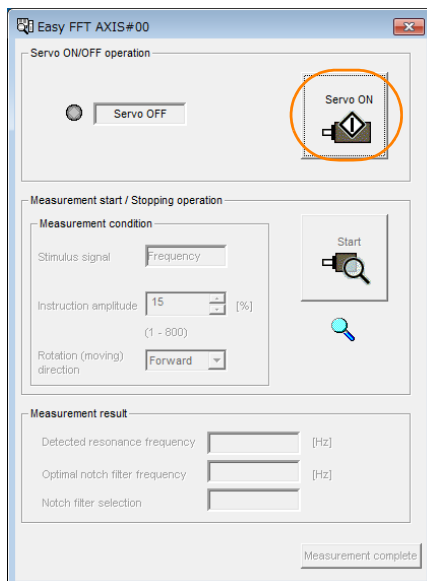 Easy FFT AXIS#00
Servo ON/OFF operation
Servo OFF
Servo ON
Measurement start / Stopping operation
Measurement condition
Stimulus signal Frequency
Instruction amplitude 15 [%]
(1 - 800)
Rotation (moving)
direction
Forward
Start
Measurement result
Detected resonance frequency [Hz]
Optimal notch filter frequency [Hz]
Notch filter selection
Measurement complete